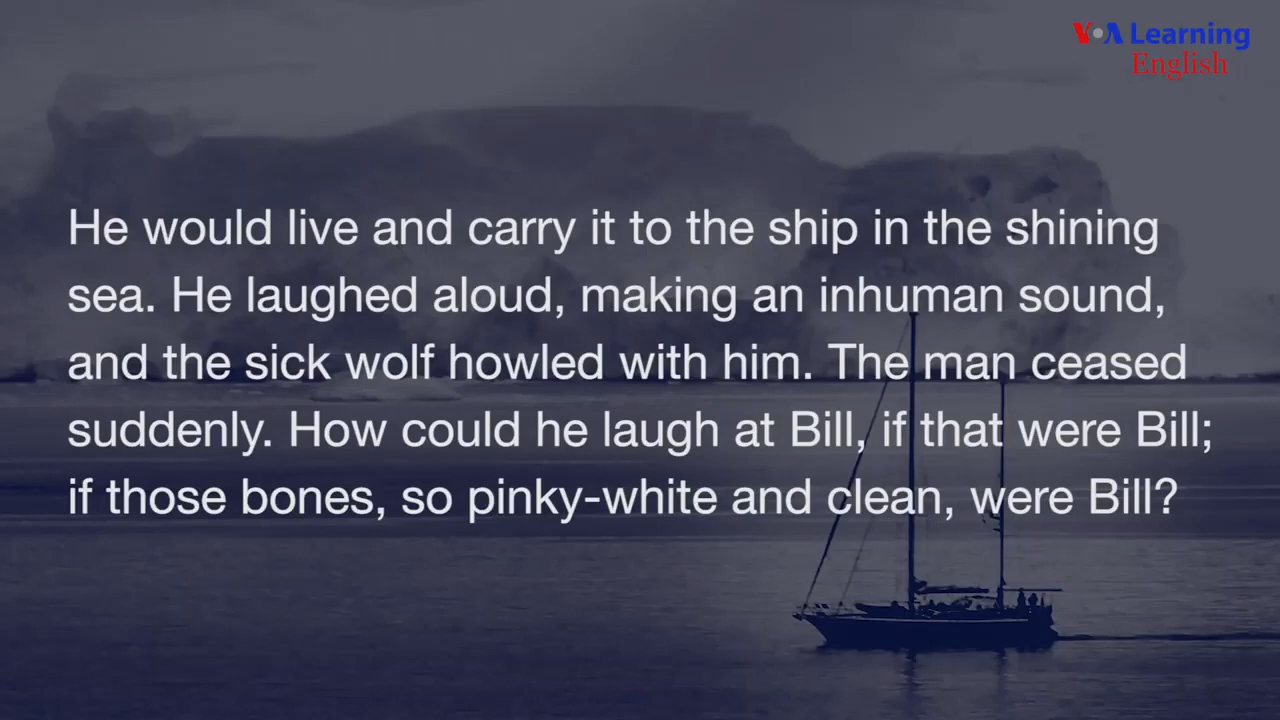 VOA Learning
English
He would live and carry it to the ship in the shining
sea. He laughed aloud, making an inhuman sound,
and the sick wolf howled with him. The man ceased
suddenly. How could he laugh at Bill, if that were Bill;
if those bones, so pinky-white and clean, were Bill?